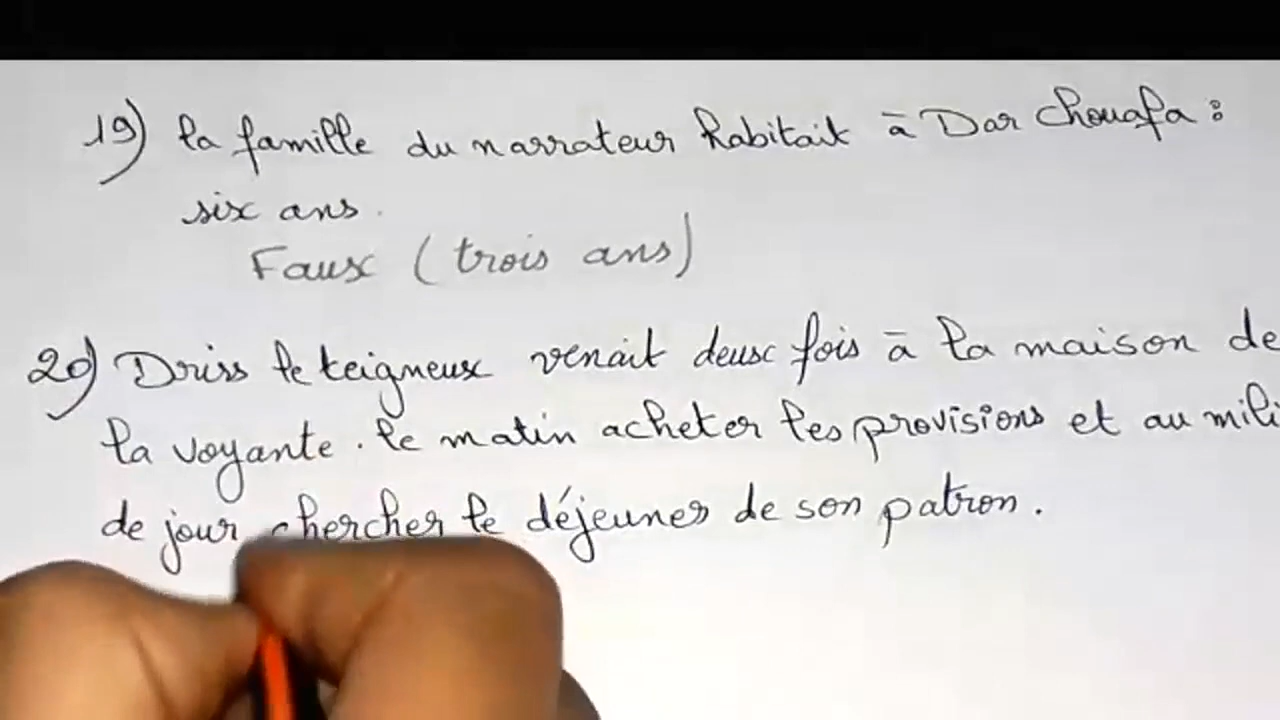 19) la famille du narrateur habitait à Dar chouafa :
six ans.
Faux (trois ans)
20) Driss le teigneux venait deux fois à la maison de
la voyante. le matin acheter les provisions et au mili
de jour chercher le déjeuner de son patron.